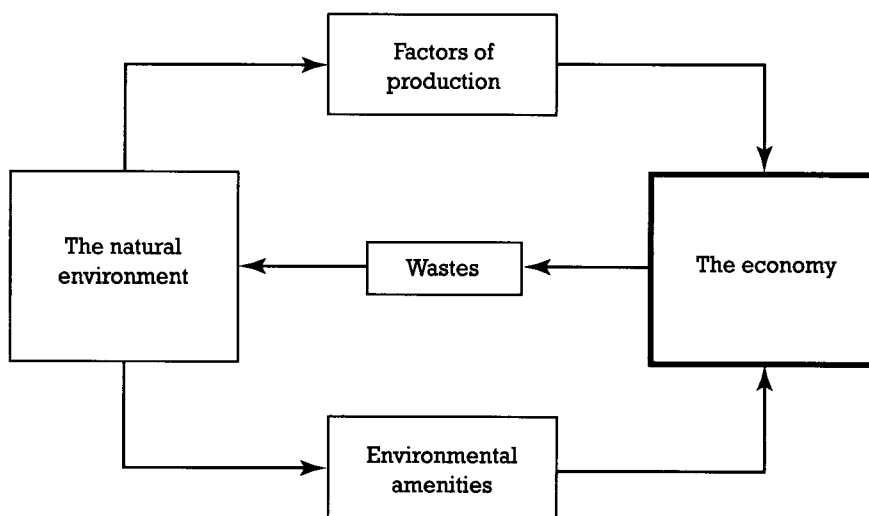 Factors of
production
The natural
environment
Wastes
The economy
Environmental
amenities